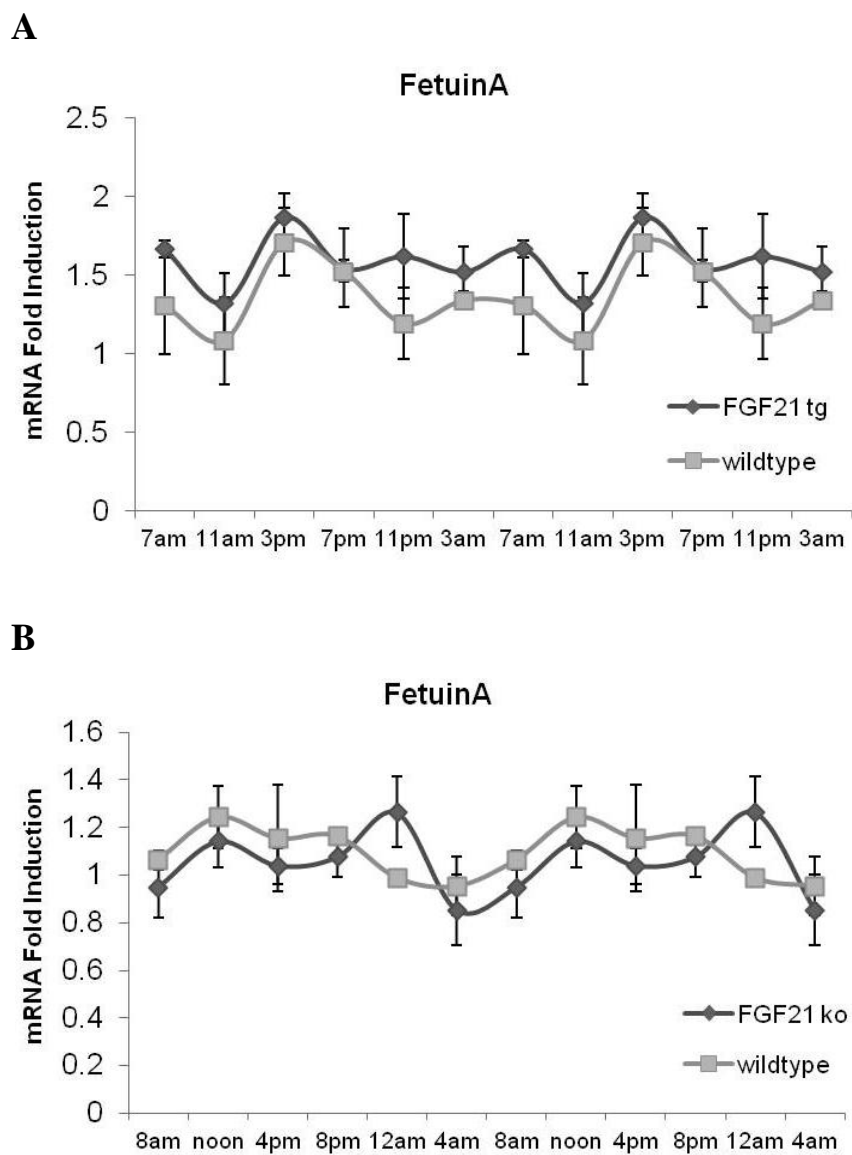 A
FetuinA
2.5
2
1.5
1
0.5
0
mRNA Fold Induction
FGF21 tg
wildtype
7am 11am 3pm 7pm 11pm 3am 7am 11am 3pm 7pm 11pm 3am
B
FetuinA
1.6
1.4
1.2
1
0.8
0.6
0.4
0.2
0
mRNA Fold Induction
FGF21 ko
wildtype
8am noon 4pm 8pm 12am 4am 8am noon 4pm 8pm 12am 4am